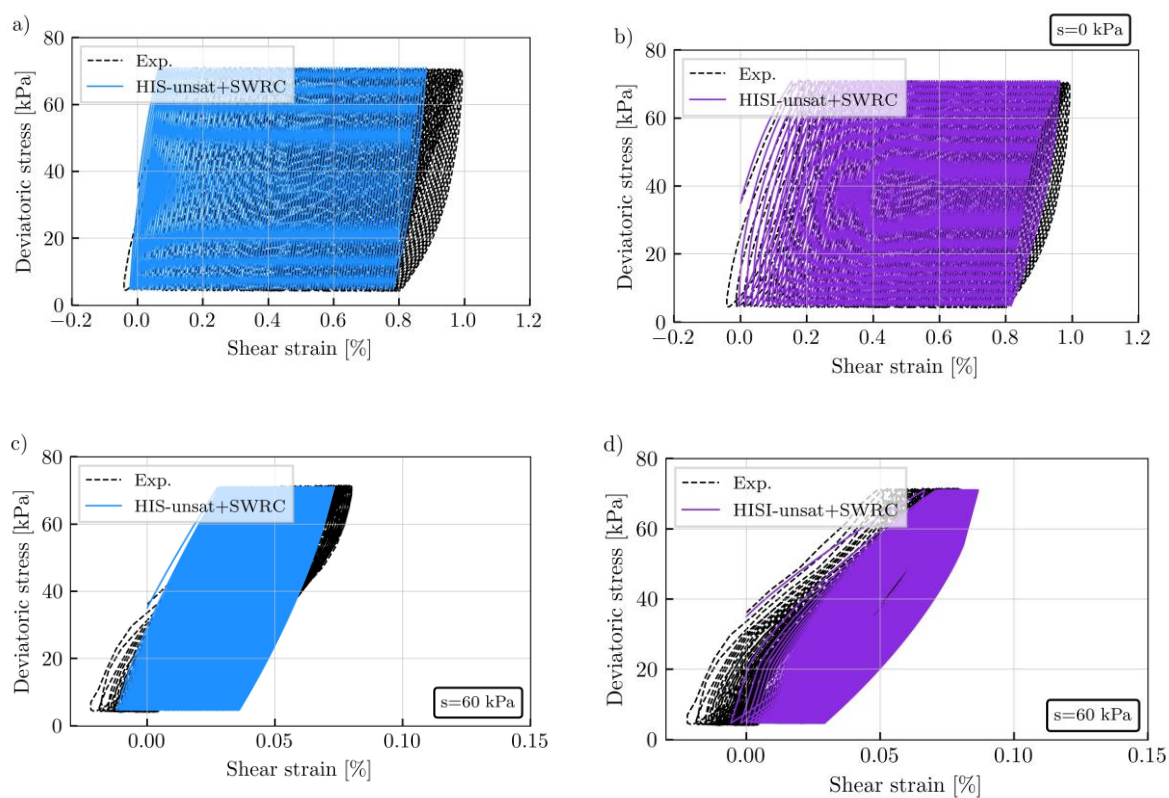 a)
80
60
40
20
0
Deviatoric stress [kPa]
Exp.
HIS-unsat+SWRC
−0.2 0.0 0.2 0.4 0.6 0.8 1.0 1.2
Shear strain [%]
b)
s=0 kPa
80
60
40
20
0
Deviatoric stress [kPa]
Exp.
HISI-unsat+SWRC
−0.2 0.0 0.2 0.4 0.6 0.8 1.0 1.2
Shear strain [%]
c)
80
60
40
20
0
Deviatoric stress [kPa]
Exp.
HIS-unsat+SWRC
s=60 kPa
0.00 0.05 0.10 0.15
Shear strain [%]
d)
80
60
40
20
0
Deviatoric stress [kPa]
Exp.
HISI-unsat+SWRC
s=60 kPa
0.00 0.05 0.10 0.15
Shear strain [%]